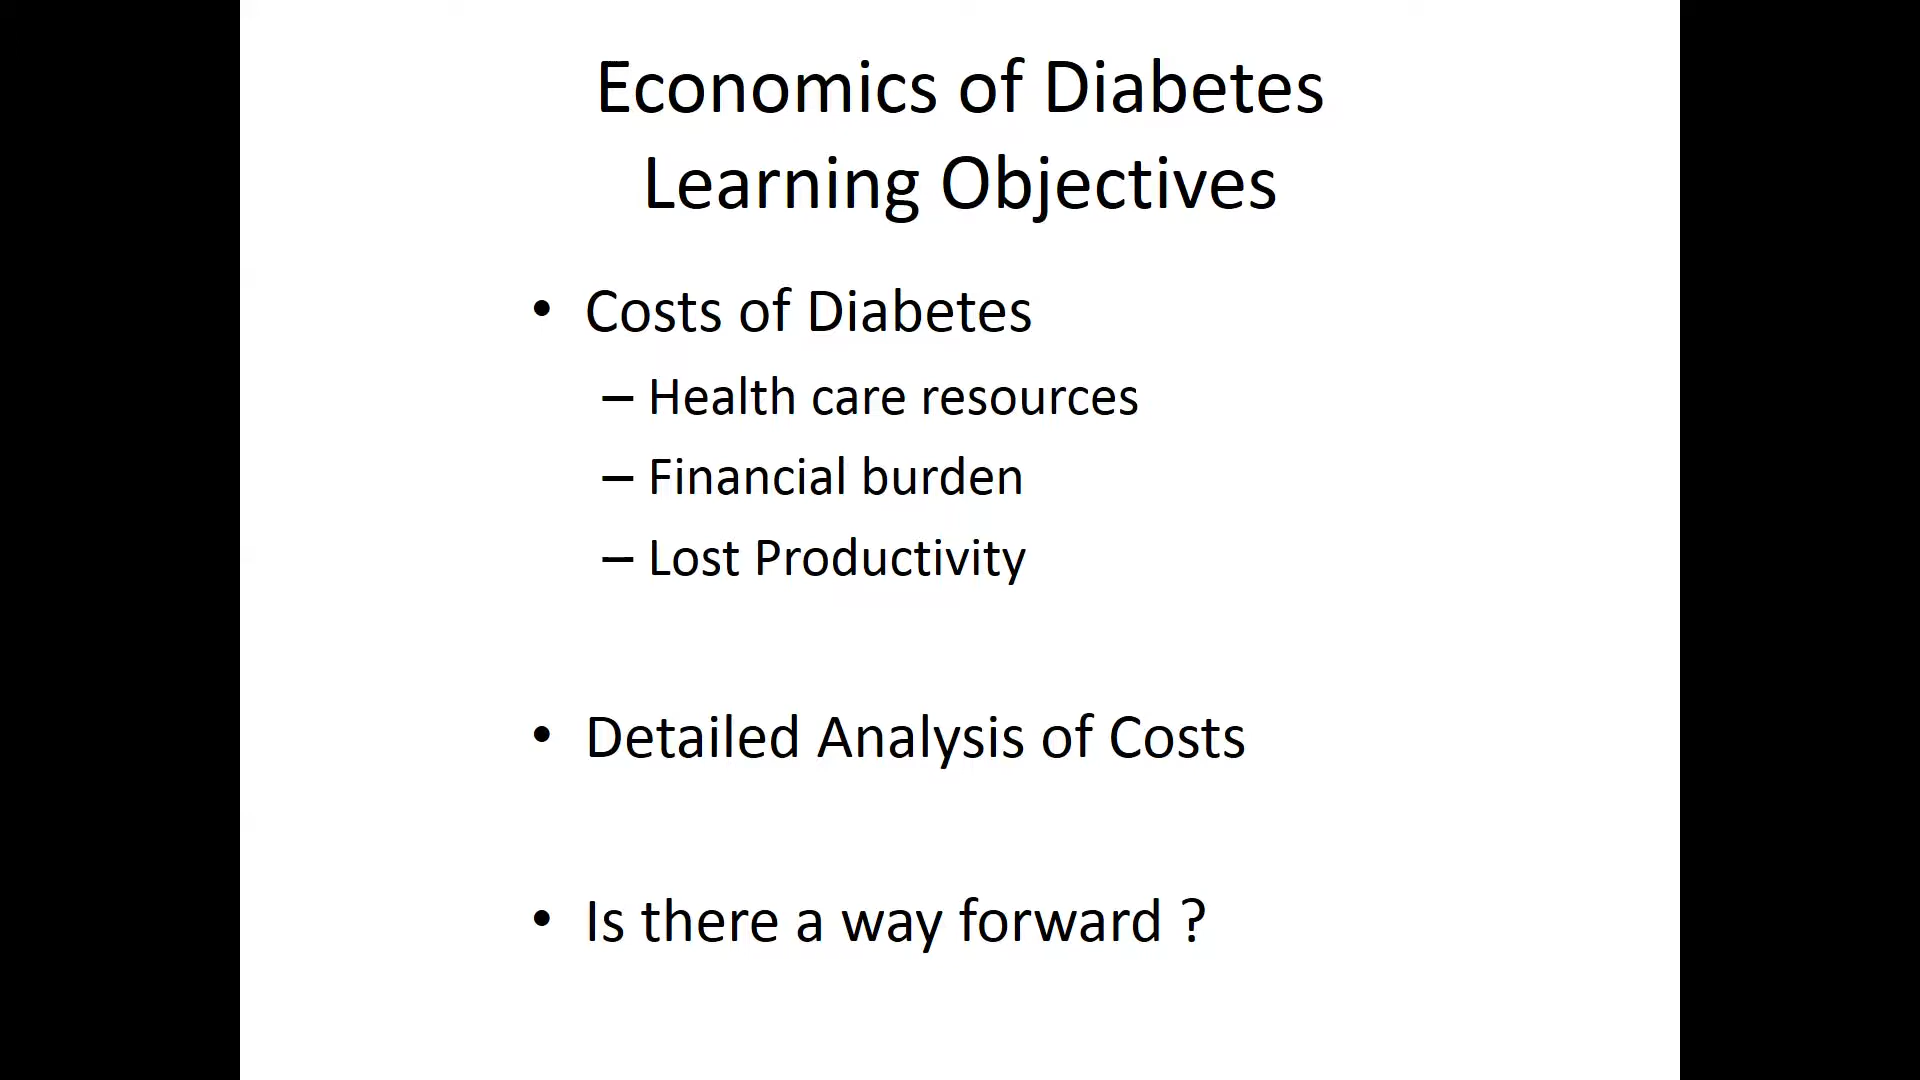 Economics of Diabetes
Learning Objectives
• Costs of Diabetes
– Health care resources
– Financial burden
– Lost Productivity
• Detailed Analysis of Costs
• Is there a way forward ?